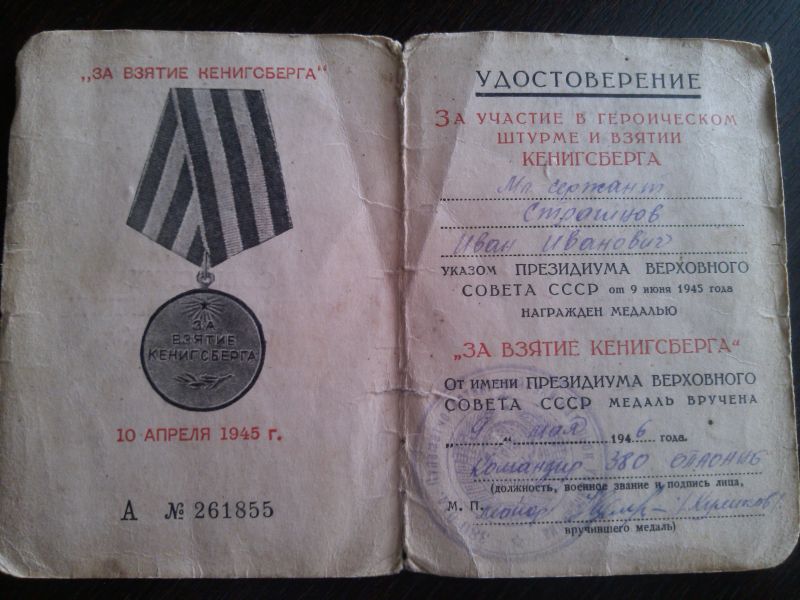 „ЗА ВЗЯТИЕ КЕНИГСБЕРГА“
ЗА
ВЗЯТИЕ
КЕНИГСБЕРГА
10 АПРЕЛЯ 1945 г.
А № 261855
УДОСТОВЕРЕНИЕ
ЗА УЧАСТИЕ В ГЕРОИЧЕСКОМ
ШТУРМЕ И ВЗЯТИИ
КЕНИГСБЕРГА
Мл. сержант
Страшнов
Иван Иванович
УКАЗОМ ПРЕЗИДИУМА ВЕРХОВНОГО
СОВЕТА СССР от 9 июня 1945 года
НАГРАЖДЕН МЕДАЛЬЮ
„ЗА ВЗЯТИЕ КЕНИГСБЕРГА“
ОТ ИМЕНИ ПРЕЗИДИУМА ВЕРХОВНОГО
СОВЕТА СССР МЕДАЛЬ ВРУЧЕНА
„9“ мая 1946 года.
Командир 380
(должность, военное звание и подпись лица,
М. П. майор
вручившего медаль)